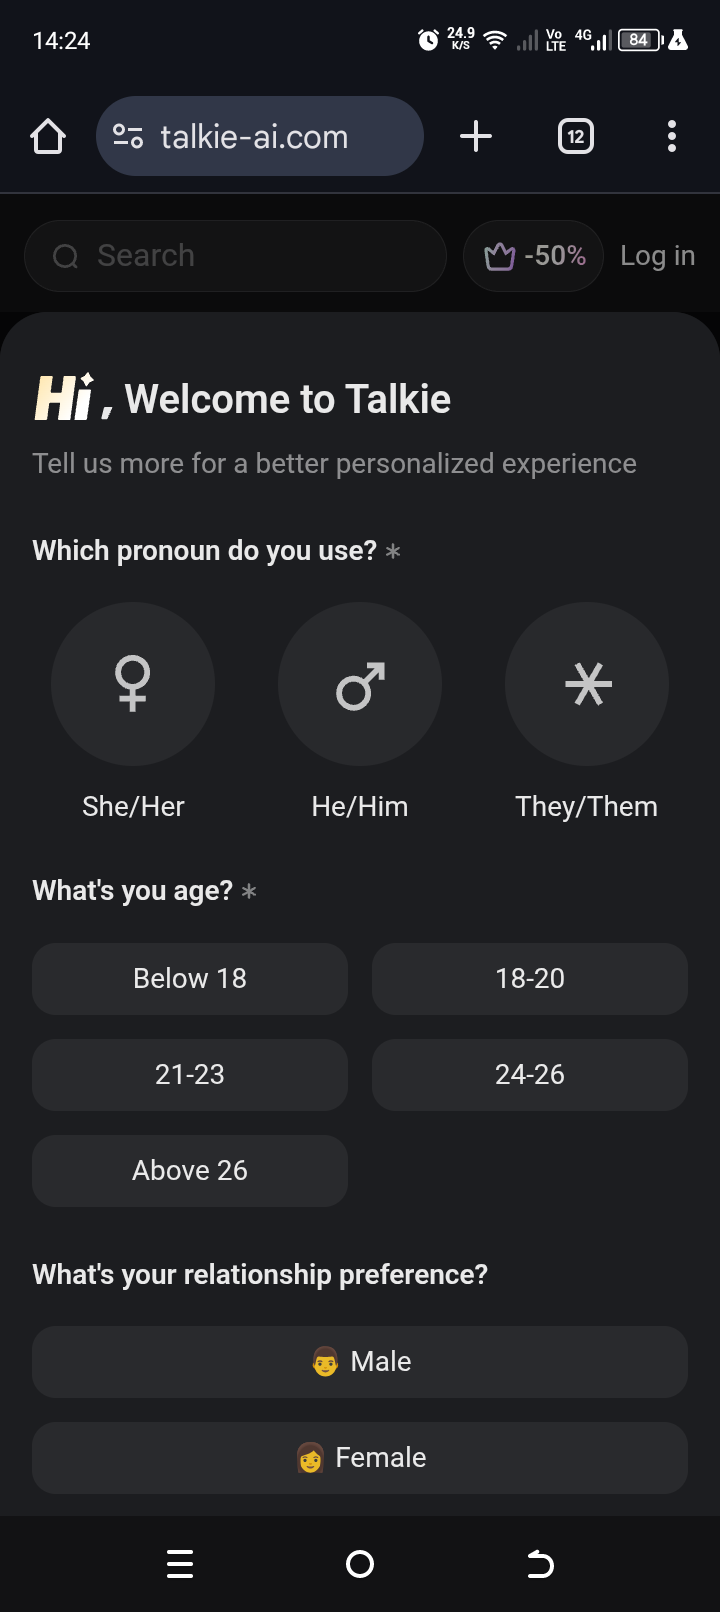 14:24
24.9
K/S
Vo
LTE
4G
84
talkie-ai.com
12
Search
-50%
Log in
Hi, Welcome to Talkie
Tell us more for a better personalized experience
Which pronoun do you use? *
She/Her
He/Him
They/Them
What's you age? *
Below 18
18-20
21-23
24-26
Above 26
What's your relationship preference?
👨 Male
👩 Female